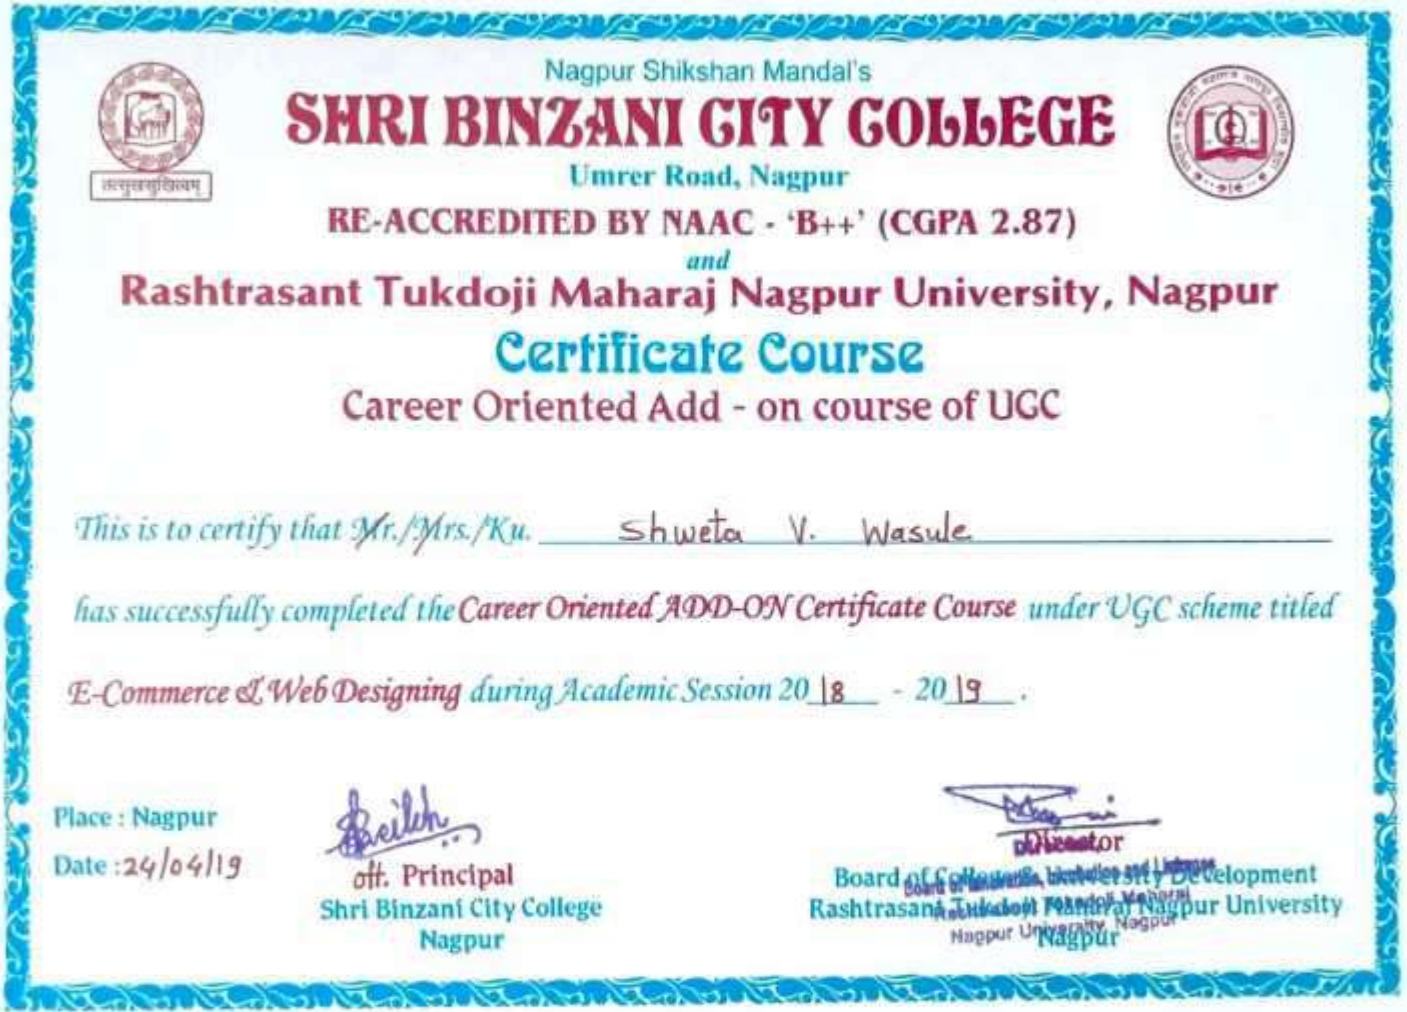 Nagpur Shikshan Mandal's
SHRI BINZANI CITY COLLEGE
Umrer Road, Nagpur
RE-ACCREDITED BY NAAC - 'B++' (CGPA 2.87)
and
Rashtrasant Tukdoji Maharaj Nagpur University, Nagpur
Certificate Course
Career Oriented Add - on course of UGC
This is to certify that Mr./Mrs./Ku. Shweta V. Wasule
has successfully completed the Career Oriented ADD-ON Certificate Course under UGC scheme titled
E-Commerce & Web Designing during Academic Session 2018 - 2019.
Place : Nagpur
Date : 24/04/19
off. Principal
Shri Binzani City College
Nagpur
Director
Board of College & University Development
Rashtrasant Tukdoji Maharaj Nagpur University
Nagpur
Nagpur University, Nagpur